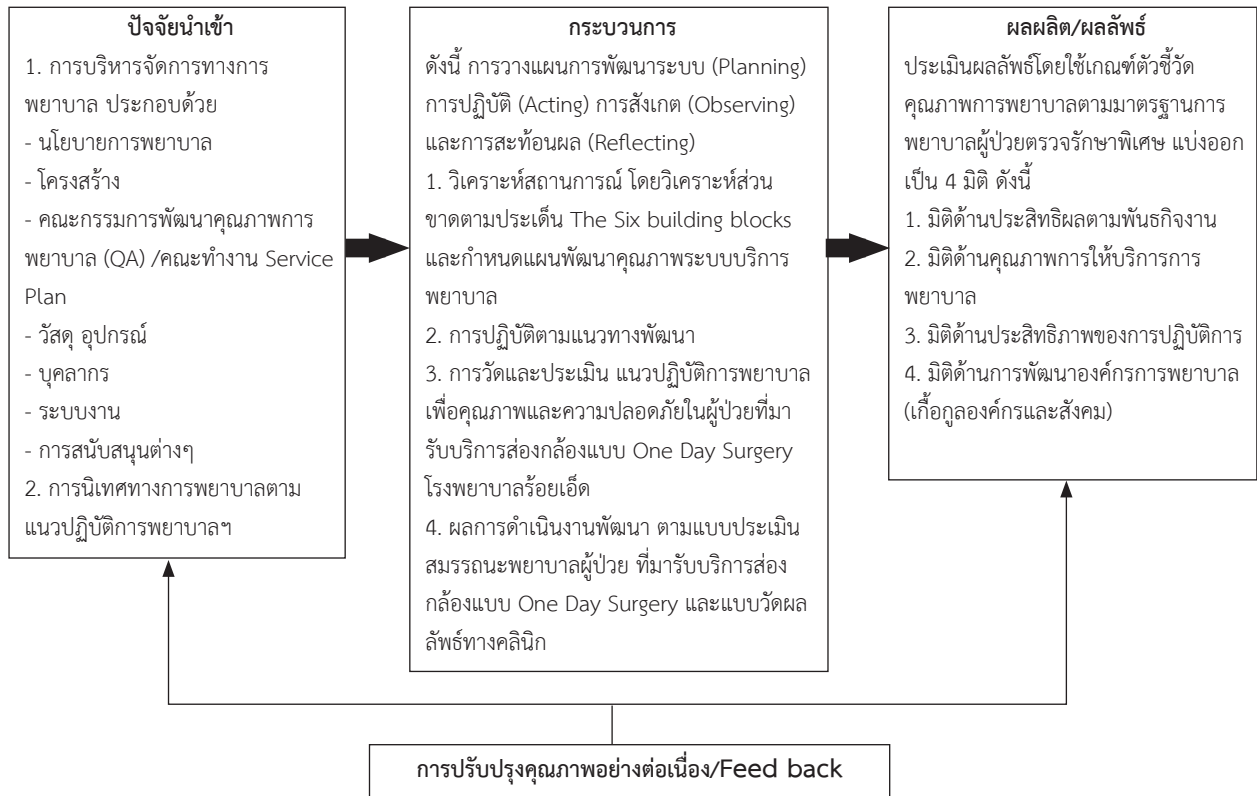 ปัจจัยนำเข้า
1. การบริหารจัดการทางการ
พยาบาล ประกอบด้วย
- นโยบายการพยาบาล
- โครงสร้าง
- คณะกรรมการพัฒนาคุณภาพการ
พยาบาล (QA) /คณะทำงาน Service
Plan
- วัสดุ อุปกรณ์
- บุคลากร
- ระบบงาน
- การสนับสนุนต่างๆ
2. การนิเทศทางการพยาบาลตาม
แนวปฏิบัติการพยาบาลฯ
กระบวนการ
ดังนี้ การวางแผนการพัฒนาระบบ (Planning)
การปฏิบัติ (Acting) การสังเกต (Observing)
และการสะท้อนผล (Reflecting)
1. วิเคราะห์สถานการณ์ โดยวิเคราะห์ส่วน
ขาดตามประเด็น The Six building blocks
และกำหนดแผนพัฒนาคุณภาพระบบบริการ
พยาบาล
2. การปฏิบัติตามแนวทางพัฒนา
3. การวัดและประเมิน แนวปฏิบัติการพยาบาล
เพื่อคุณภาพและความปลอดภัยในผู้ป่วยที่มา
รับบริการส่องกล้องแบบ One Day Surgery
โรงพยาบาลร้อยเอ็ด
4. ผลการดำเนินงานพัฒนา ตามแบบประเมิน
สมรรถนะพยาบาลผู้ป่วย ที่มารับบริการส่อง
กล้องแบบ One Day Surgery และแบบวัดผล
ลัพธ์ทางคลินิก
ผลผลิต/ผลลัพธ์
ประเมินผลลัพธ์โดยใช้เกณฑ์ตัวชี้วัด
คุณภาพการพยาบาลตามมาตรฐานการ
พยาบาลผู้ป่วยตรวจรักษาพิเศษ แบ่งออก
เป็น 4 มิติ ดังนี้
1. มิติด้านประสิทธิผลตามพันธกิจงาน
2. มิติด้านคุณภาพการให้บริการการ
พยาบาล
3. มิติด้านประสิทธิภาพของการปฏิบัติการ
4. มิติด้านการพัฒนาองค์กรการพยาบาล
(เกื้อกูลองค์กรและสังคม)
การปรับปรุงคุณภาพอย่างต่อเนื่อง/Feed back